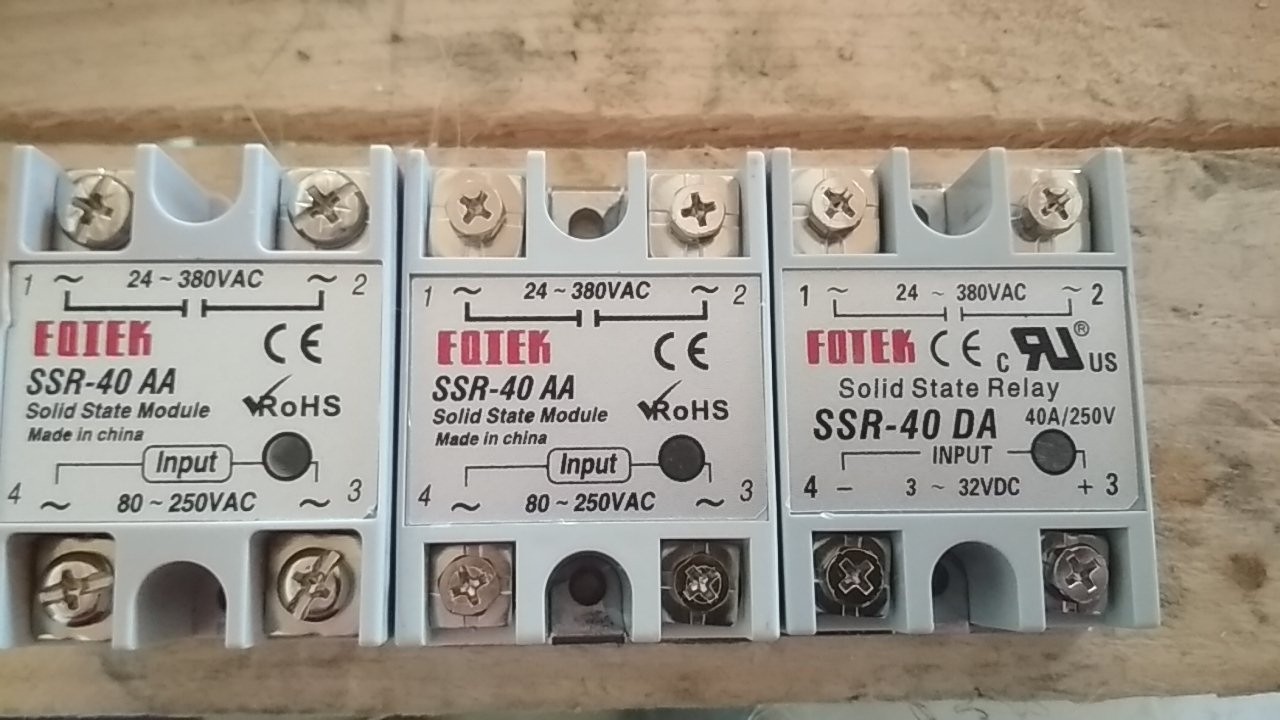 1 ~ 24 ~ 380VAC ~ 2
FQIEK CE
SSR-40 AA
Solid State Module
RoHS
Made in china
Input
4 ~ 80 ~ 250VAC ~ 3
1 ~ 24 ~ 380VAC ~ 2
FQIEK CE
SSR-40 AA
Solid State Module
RoHS
Made in china
Input
4 ~ 80 ~ 250VAC ~ 3
1 ~ 24 ~ 380VAC ~ 2
FOTEK CE C RU® US
Solid State Relay
SSR-40 DA 40A/250V
INPUT
4 - 3 ~ 32VDC + 3